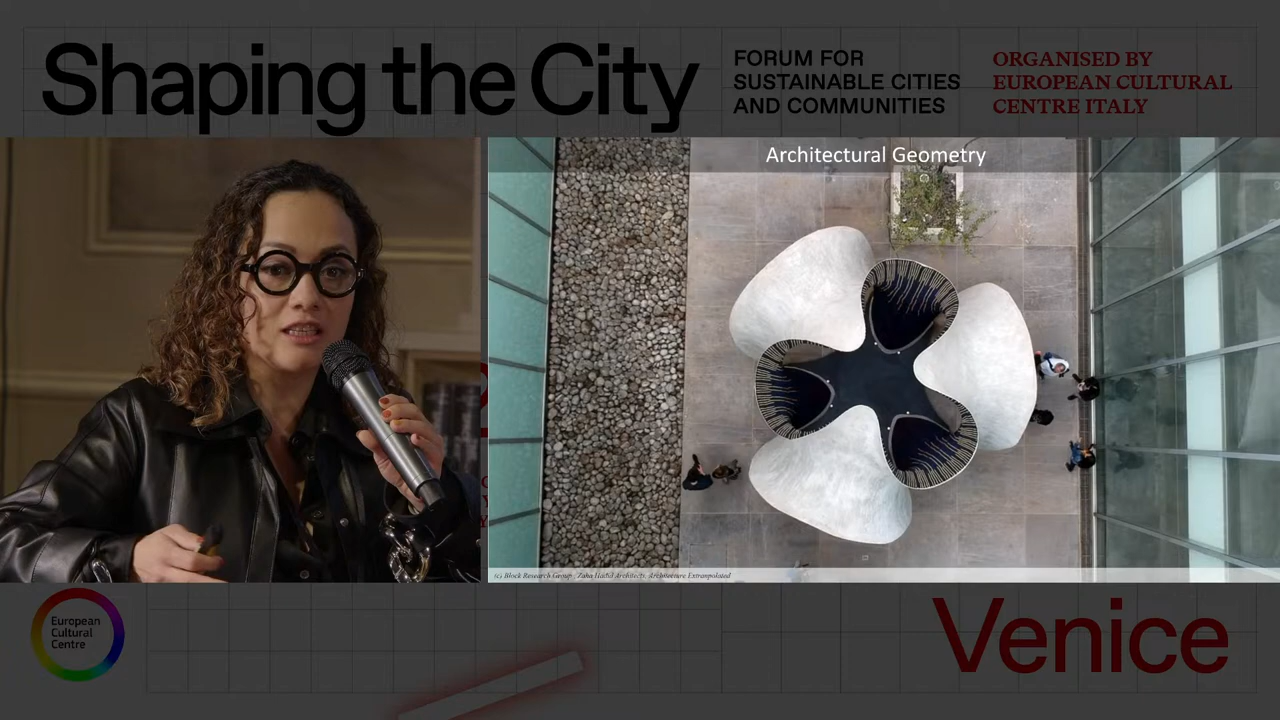 Shaping the City
FORUM FOR
SUSTAINABLE CITIES
AND COMMUNITIES
ORGANISED BY
EUROPEAN CULTURAL
CENTRE ITALY
Architectural Geometry
(c) Block Research Group, Zaha Hadid Architects, Architecture Extrapolated
European
Cultural
Centre
Venice